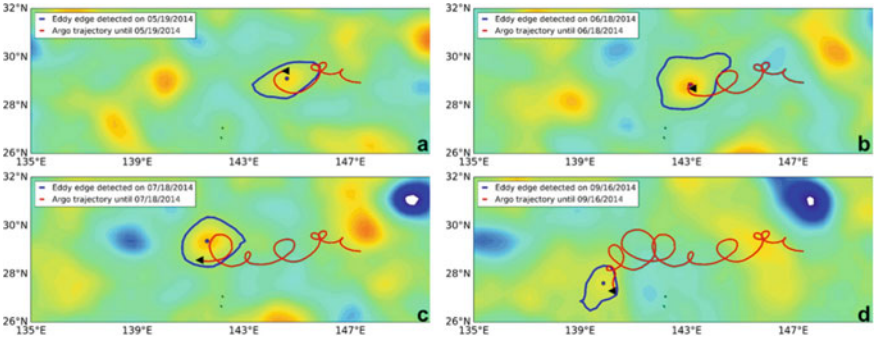 32°N
Eddy edge detected on 05/19/2014
Argo trajectory until 05/19/2014
30°N
28°N
26°N
a
135°E 139°E 143°E 147°E
32°N
Eddy edge detected on 06/18/2014
Argo trajectory until 06/18/2014
30°N
28°N
26°N
b
135°E 139°E 143°E 147°E
32°N
Eddy edge detected on 07/18/2014
Argo trajectory until 07/18/2014
30°N
28°N
26°N
c
135°E 139°E 143°E 147°E
32°N
Eddy edge detected on 09/16/2014
Argo trajectory until 09/16/2014
30°N
28°N
26°N
d
135°E 139°E 143°E 147°E